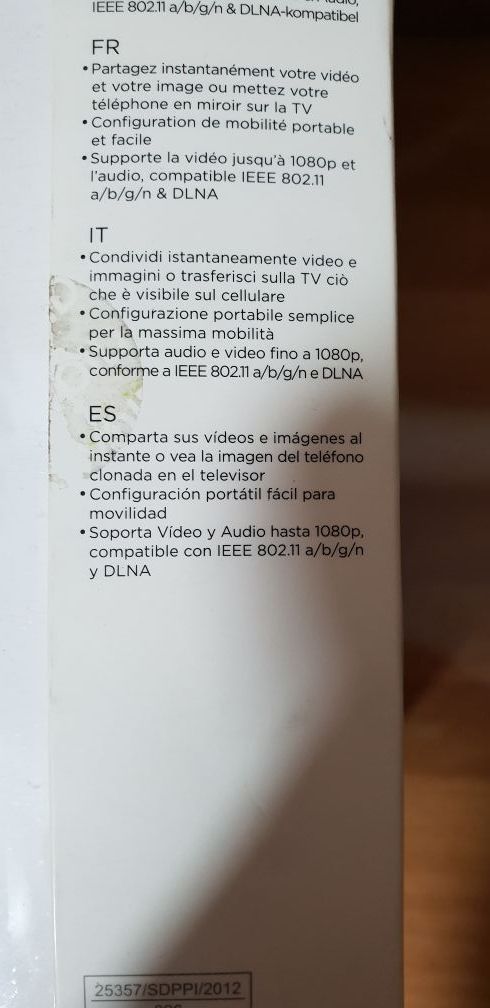 IEEE 802.11 a/b/g/n & DLNA-kompatibel
FR
• Partagez instantanément votre vidéo
et votre image ou mettez votre
téléphone en miroir sur la TV
• Configuration de mobilité portable
et facile
• Supporte la vidéo jusqu'à 1080p et
l'audio, compatible IEEE 802.11
a/b/g/n & DLNA
IT
• Condividi istantaneamente video e
immagini o trasferisci sulla TV ciò
che è visibile sul cellulare
• Configurazione portabile semplice
per la massima mobilità
• Supporta audio e video fino a 1080p,
conforme a IEEE 802.11 a/b/g/n e DLNA
ES
• Comparta sus vídeos e imágenes al
instante o vea la imagen del teléfono
clonada en el televisor
• Configuración portátil fácil para
movilidad
• Soporta Vídeo y Audio hasta 1080p,
compatible con IEEE 802.11 a/b/g/n
y DLNA
25357/SDPPI/2012